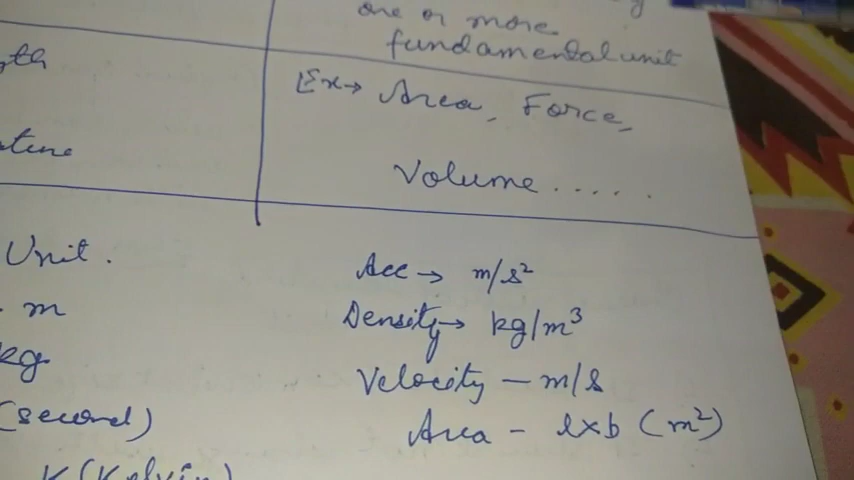 one or more
fundamental unit
Ex→ Area, Force,
Volume.....
Unit.
m
kg
(second)
K (Kelvin)
Acc → m/s²
Density → kg/m³
Velocity – m/s
Area – l×b (m²)